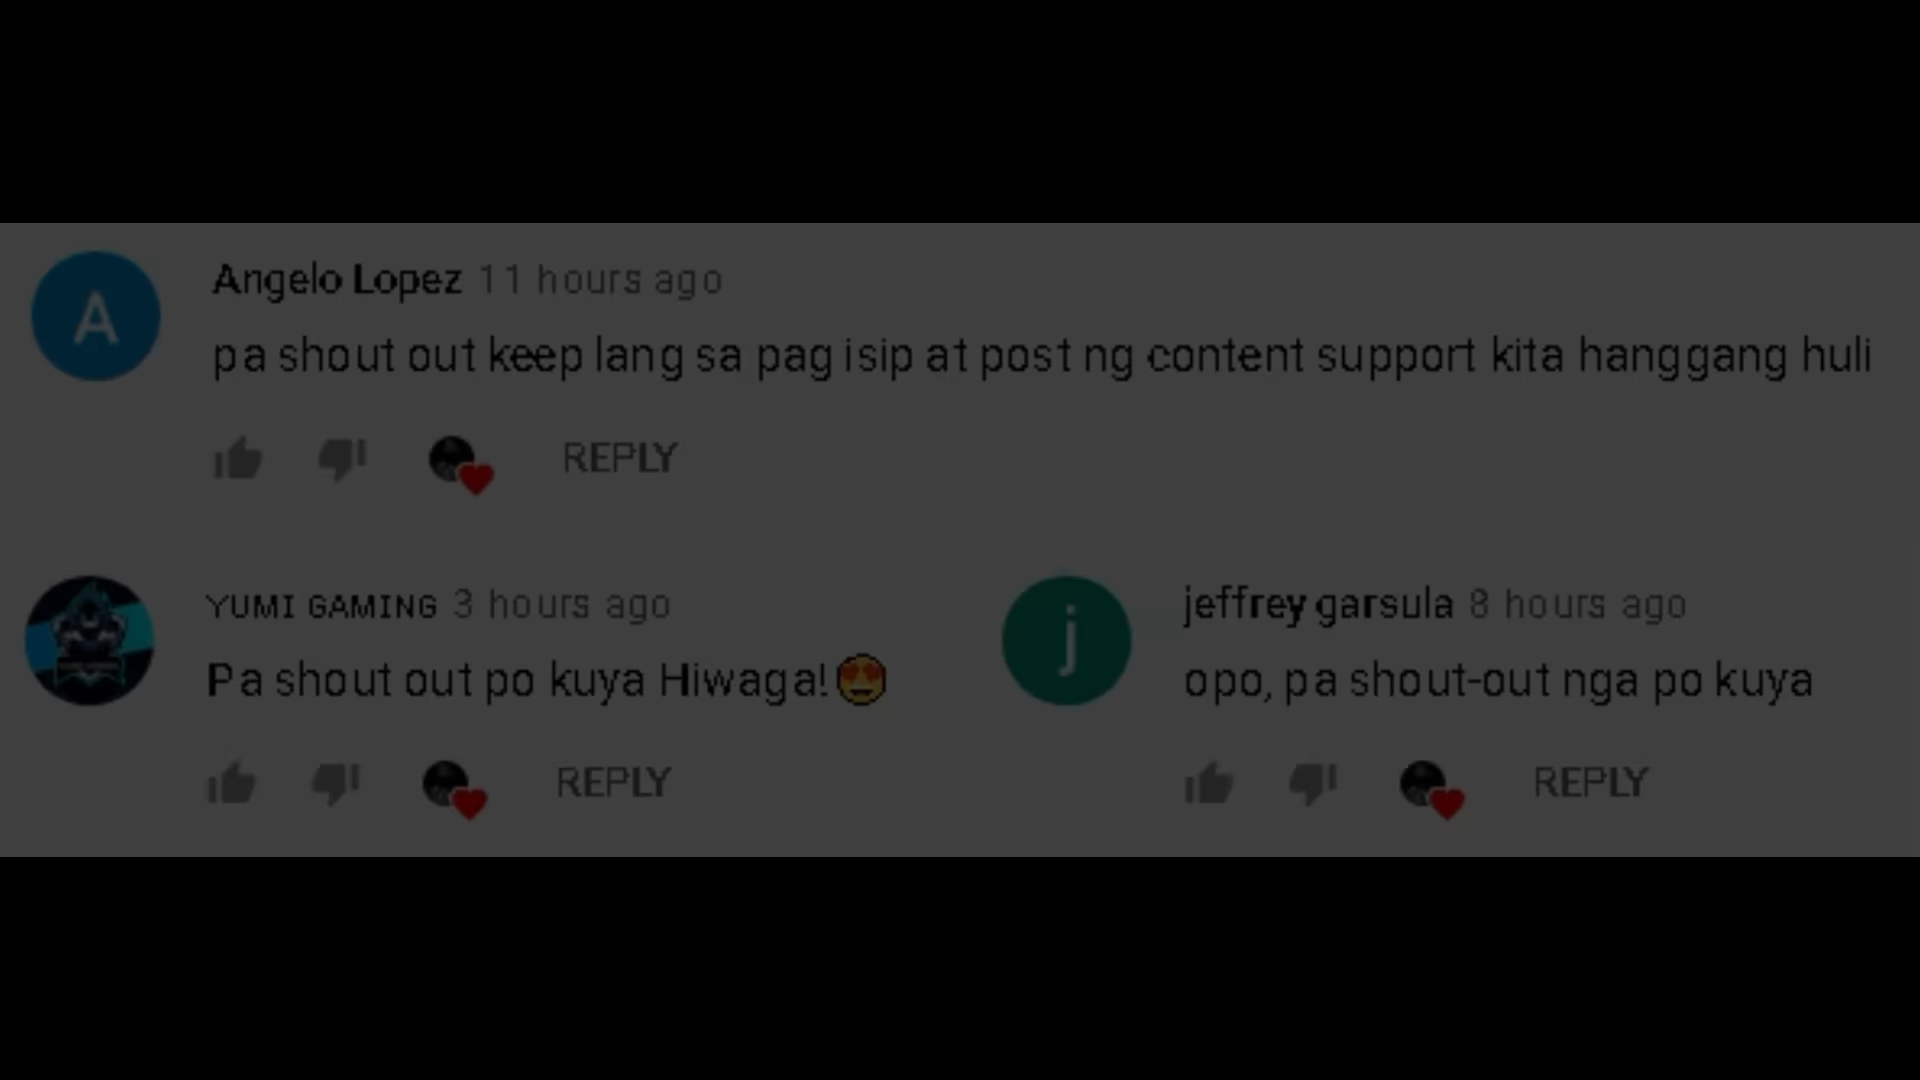 A
Angelo Lopez 11 hours ago
pa shout out keep lang sa pag isip at post ng content support kita hanggang huli
REPLY
YUMI GAMING 3 hours ago
Pa shout out po kuya Hiwaga!😍
REPLY
j
jeffrey garsula 8 hours ago
opo, pa shout-out nga po kuya
REPLY